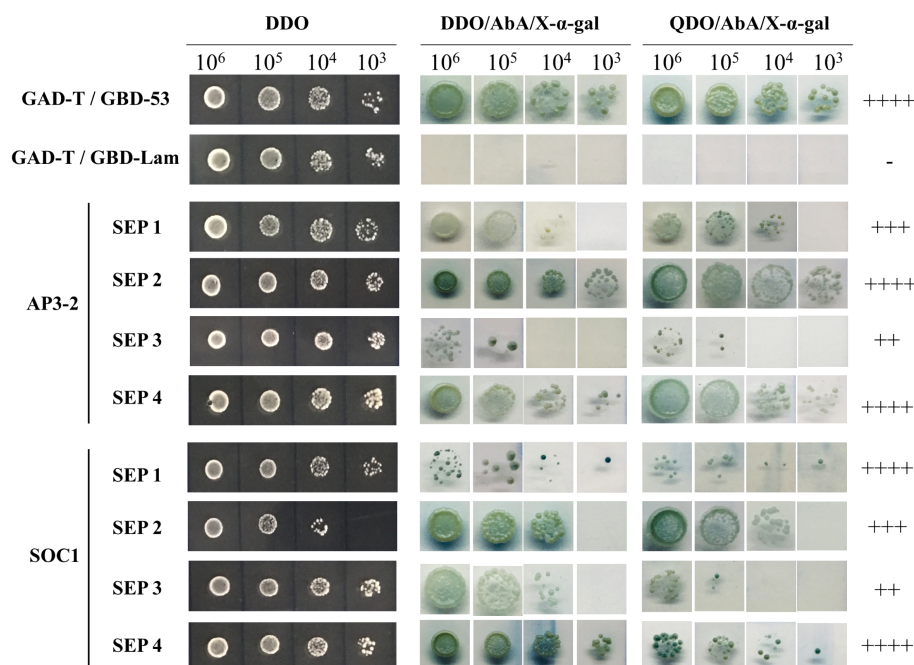 DDO DDO/AbA/X-α-gal QDO/AbA/X-α-gal
10⁶ 10⁵ 10⁴ 10³ 10⁶ 10⁵ 10⁴ 10³ 10⁶ 10⁵ 10⁴ 10³
GAD-T / GBD-53 ++++
GAD-T / GBD-Lam -
AP3-2
SEP 1 +++
SEP 2 ++++
SEP 3 ++
SEP 4 ++++
SOC1
SEP 1 ++++
SEP 2 +++
SEP 3 ++
SEP 4 ++++